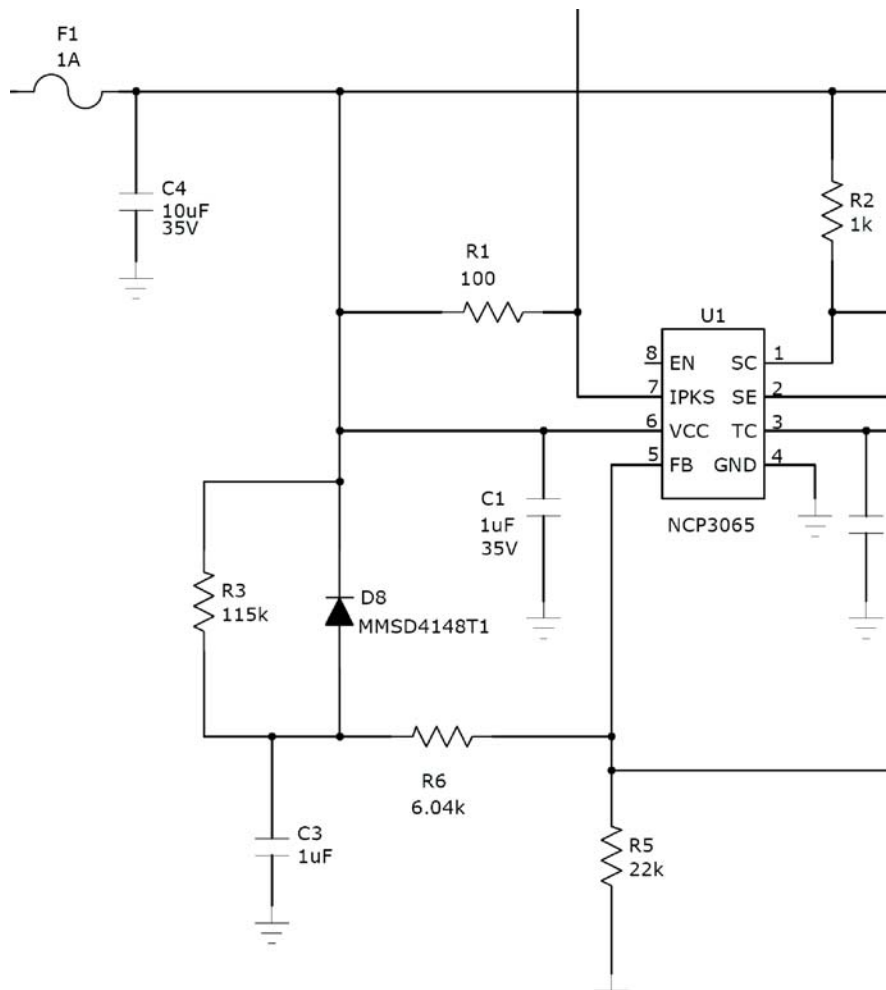 F1
1A
C4
10uF
35V
R1
100
R2
1k
U1
8 EN SC 1
7 IPKS SE 2
6 VCC TC 3
5 FB GND 4
NCP3065
C1
1uF
35V
R3
115k
D8
MMSD4148T1
R6
6.04k
C3
1uF
R5
22k